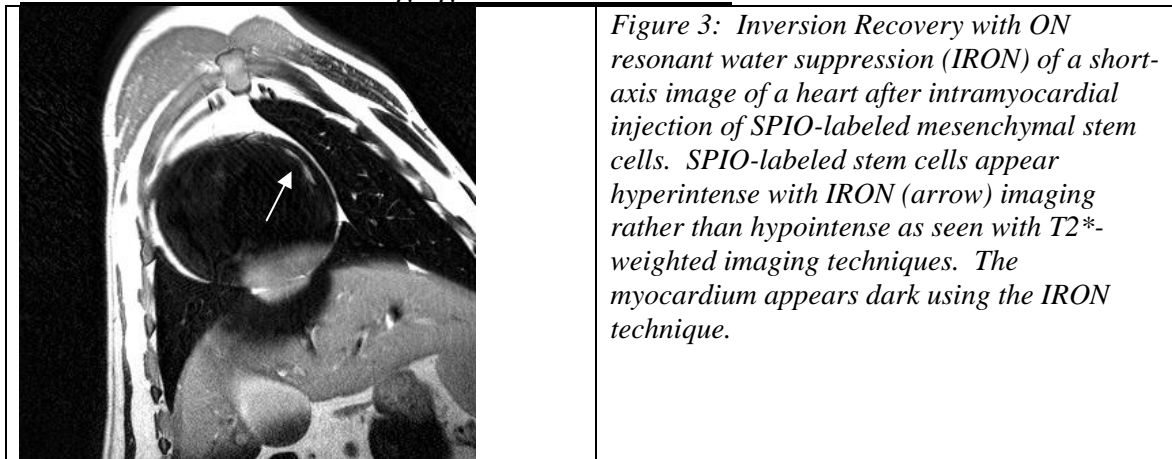 Figure 3: Inversion Recovery with ON
resonant water suppression (IRON) of a short-
axis image of a heart after intramyocardial
injection of SPIO-labeled mesenchymal stem
cells. SPIO-labeled stem cells appear
hyperintense with IRON (arrow) imaging
rather than hypointense as seen with T2*-
weighted imaging techniques. The
myocardium appears dark using the IRON
technique.